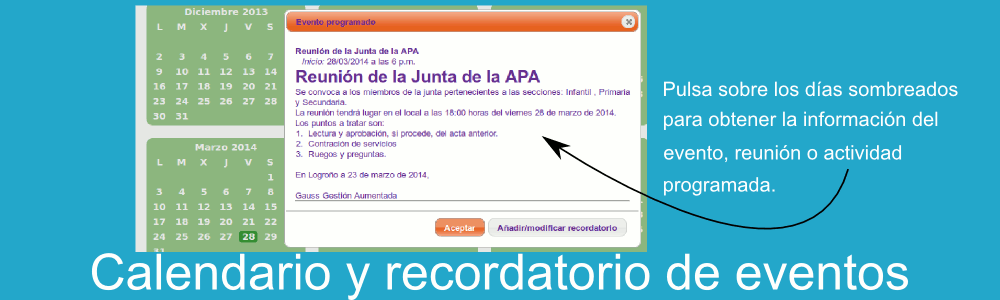 Diciembre 2013
L M X J V S
2 3 4 5 6 7
9 10 11 12 13 14
16 17 18 19 20 21
23 24 25 26 27 28
30 31
Marzo 2014
L M X J V S
1
3 4 5 6 7 8
10 11 12 13 14 15
17 18 19 20 21 22
24 25 26 27 28 29
31
Evento programado
Reunión de la Junta de la APA
Inicio: 28/03/2014 a las 6 p.m.
Reunión de la Junta de la APA
Se convoca a los miembros de la junta pertenecientes a las secciones: Infantil , Primaria
y Secundaria.
La reunión tendrá lugar en el local a las 18:00 horas del viernes 28 de marzo de 2014.
Los puntos a tratar son:
1. Lectura y aprobación, si procede, del acta anterior.
2. Contración de servicios
3. Ruegos y preguntas.
En Logroño a 23 de marzo de 2014,
Gauss Gestión Aumentada
Aceptar Añadir/modificar recordatorio
Pulsa sobre los días sombreados
para obtener la información del
evento, reunión o actividad
programada.
Calendario y recordatorio de eventos